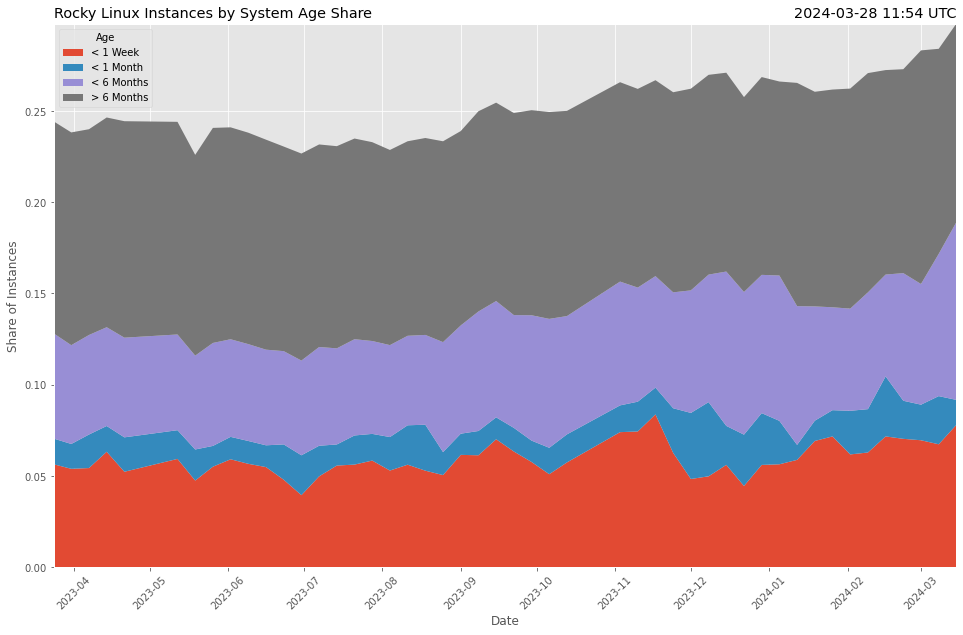 Rocky Linux Instances by System Age Share
2024-03-28 11:54 UTC
Age
< 1 Week
< 1 Month
< 6 Months
> 6 Months
Share of Instances
0.25
0.20
0.15
0.10
0.05
0.00
2023-04
2023-05
2023-06
2023-07
2023-08
2023-09
2023-10
2023-11
2023-12
2024-01
2024-02
2024-03
Date